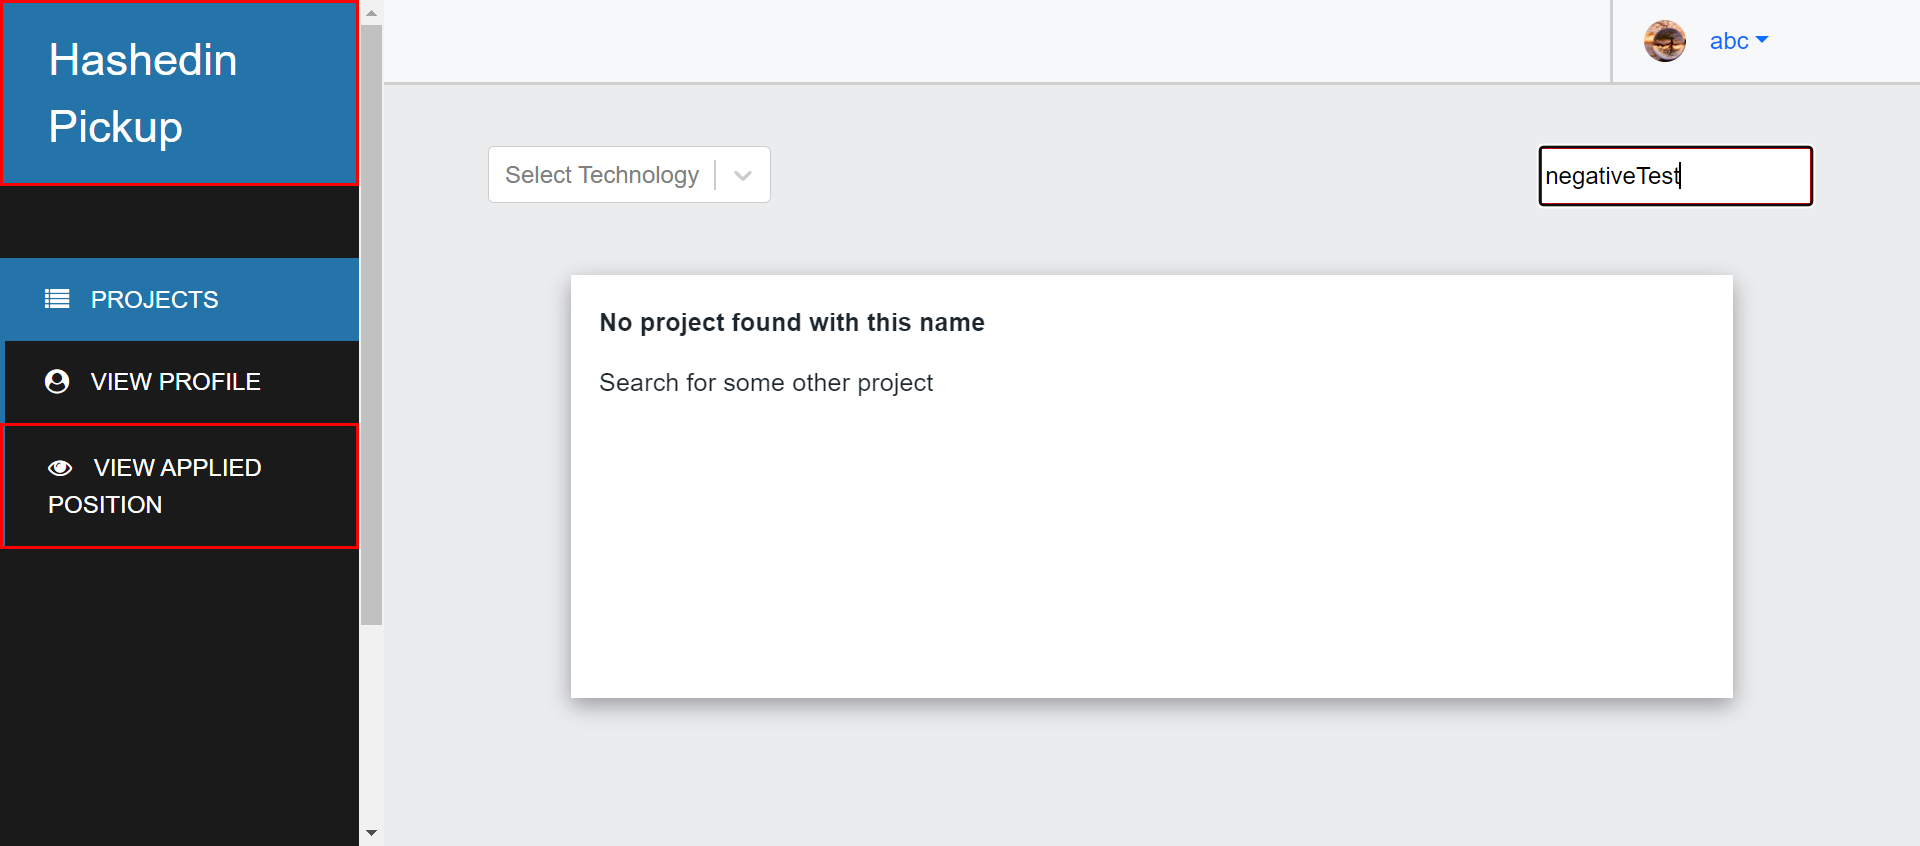 Hashedin
Pickup
PROJECTS
VIEW PROFILE
VIEW APPLIED
POSITION
abc
Select Technology
negativeTest
No project found with this name
Search for some other project